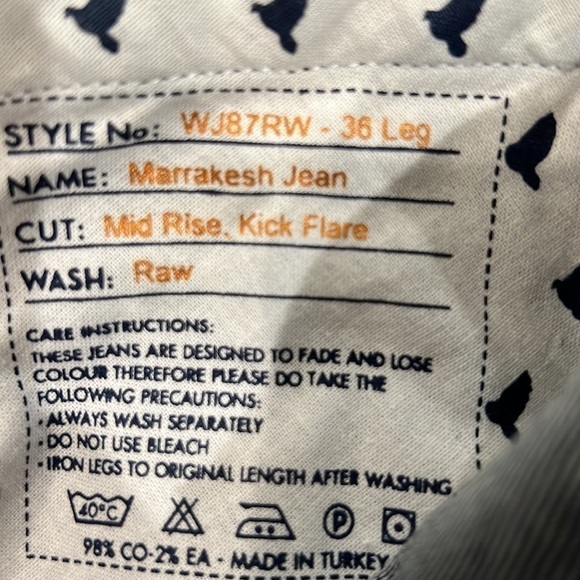 STYLE No: WJ87RW - 36 Leg
NAME: Marrakesh Jean
CUT: Mid Rise. Kick Flare
WASH: Raw
CARE INSTRUCTIONS:
THESE JEANS ARE DESIGNED TO FADE AND LOSE
COLOUR THEREFORE PLEASE DO TAKE THE
FOLLOWING PRECAUTIONS:
• ALWAYS WASH SEPARATELY
• DO NOT USE BLEACH
• IRON LEGS TO ORIGINAL LENGTH AFTER WASHING
40°C P
98% CO-2% EA - MADE IN TURKEY